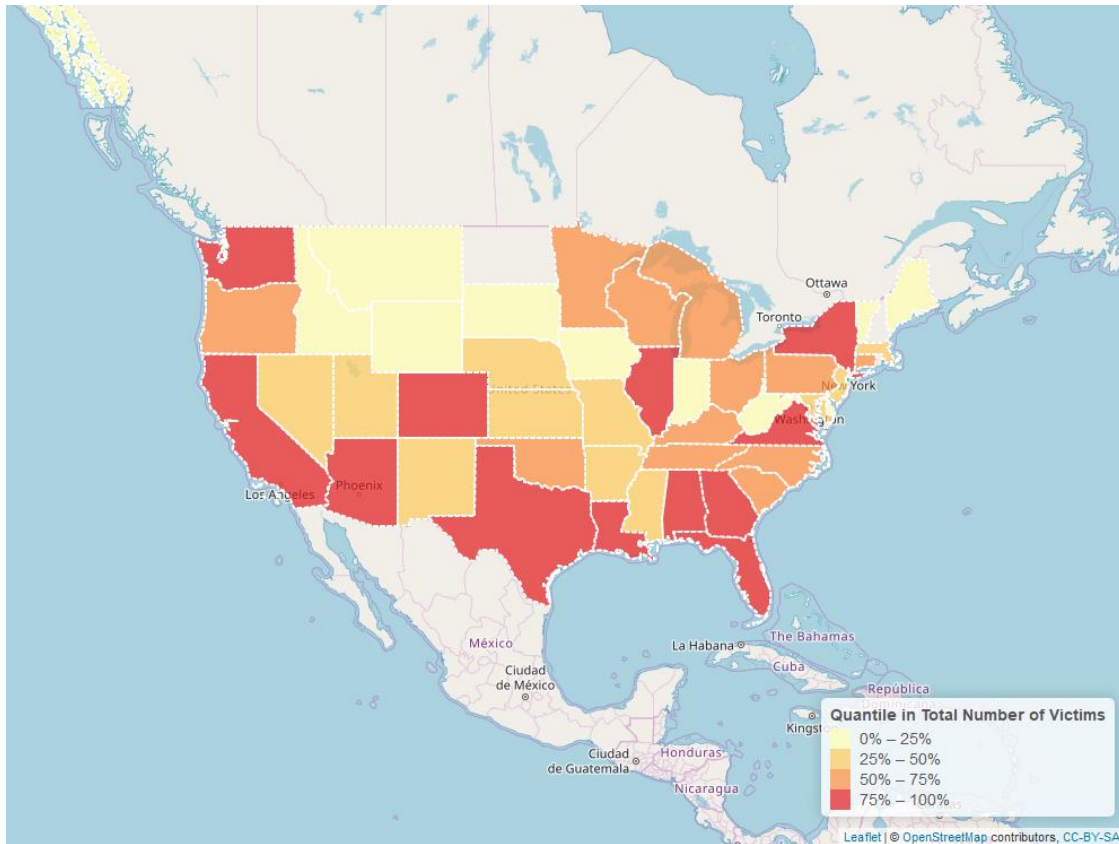 Ottawa
Toronto
United States
New York
Washington
Los Angeles
Phoenix
La Habana
The Bahamas
México
Cuba
Ciudad
de México
República
Dominicana
Kingston
Ciudad
de Guatemala
Honduras
Nicaragua
Quantile in Total Number of Victims
0% – 25%
25% – 50%
50% – 75%
75% – 100%
Leaflet | © OpenStreetMap contributors, CC-BY-SA